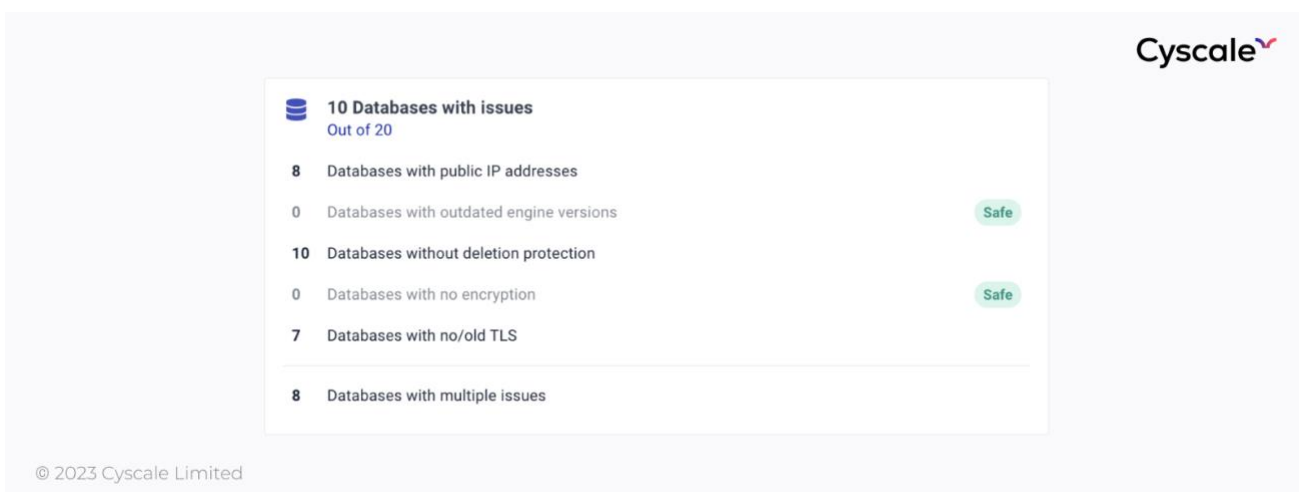 Cyscale
10 Databases with issues
Out of 20
8 Databases with public IP addresses
0 Databases with outdated engine versions Safe
10 Databases without deletion protection
0 Databases with no encryption Safe
7 Databases with no/old TLS
8 Databases with multiple issues
© 2023 Cyscale Limited